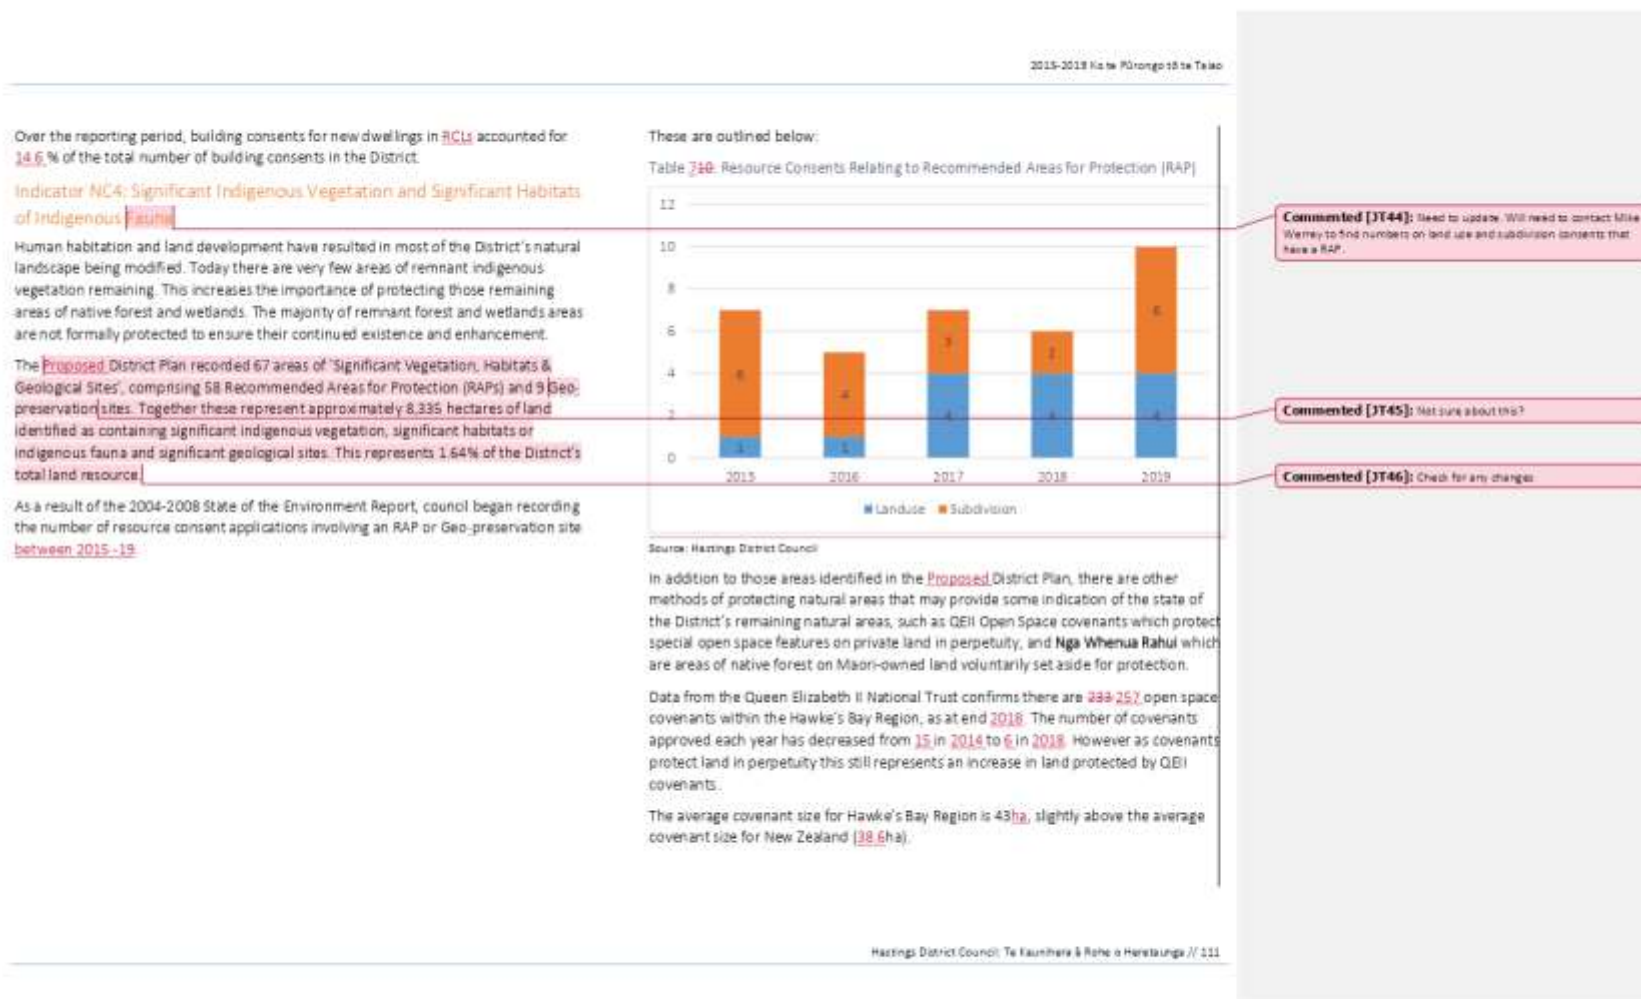 2015-2019 Ko te Pūrongo tō te Taiao
Over the reporting period, building consents for new dwellings in RCLs accounted for
14.6 % of the total number of building consents in the District.
Indicator NC4: Significant Indigenous Vegetation and Significant Habitats
of Indigenous Fauna
Human habitation and land development have resulted in most of the District's natural
landscape being modified. Today there are very few areas of remnant indigenous
vegetation remaining. This increases the importance of protecting those remaining
areas of native forest and wetlands. The majority of remnant forest and wetlands areas
are not formally protected to ensure their continued existence and enhancement.
The Proposed District Plan recorded 67 areas of 'Significant Vegetation, Habitats &
Geological Sites', comprising 58 Recommended Areas for Protection (RAPs) and 9 Geo-
preservation sites. Together these represent approximately 8,335 hectares of land
identified as containing significant indigenous vegetation, significant habitats or
indigenous fauna and significant geological sites. This represents 1.64% of the District's
total land resource.
As a result of the 2004-2008 State of the Environment Report, council began recording
the number of resource consent applications involving an RAP or Geo-preservation site
between 2015 -19.
These are outlined below:
Table 710: Resource Consents Relating to Recommended Areas for Protection (RAP)
12
10
8
6
4
2
0
6
4
3
2
6
1
1
4
4
4
2015 2016 2017 2018 2019
Landuse Subdivision
Source: Hastings District Council
In addition to those areas identified in the Proposed District Plan, there are other
methods of protecting natural areas that may provide some indication of the state of
the District's remaining natural areas, such as QEII Open Space covenants which protect
special open space features on private land in perpetuity, and Nga Whenua Rahui which
are areas of native forest on Maori-owned land voluntarily set aside for protection.
Data from the Queen Elizabeth II National Trust confirms there are 233 257 open space
covenants within the Hawke's Bay Region, as at end 2018. The number of covenants
approved each year has decreased from 15 in 2014 to 6 in 2018. However as covenants
protect land in perpetuity this still represents an increase in land protected by QEII
covenants.
The average covenant size for Hawke's Bay Region is 43ha, slightly above the average
covenant size for New Zealand (38.6ha).
Commented [JT44]: Need to update. Will need to contact Mike
Werrey to find numbers on land use and subdivision consents that
have a RAP.
Commented [JT45]: Not sure about this?
Commented [JT46]: Check for any changes
Hastings District Council: Te Kaunihera ā Rohe o Heretaunga // 111